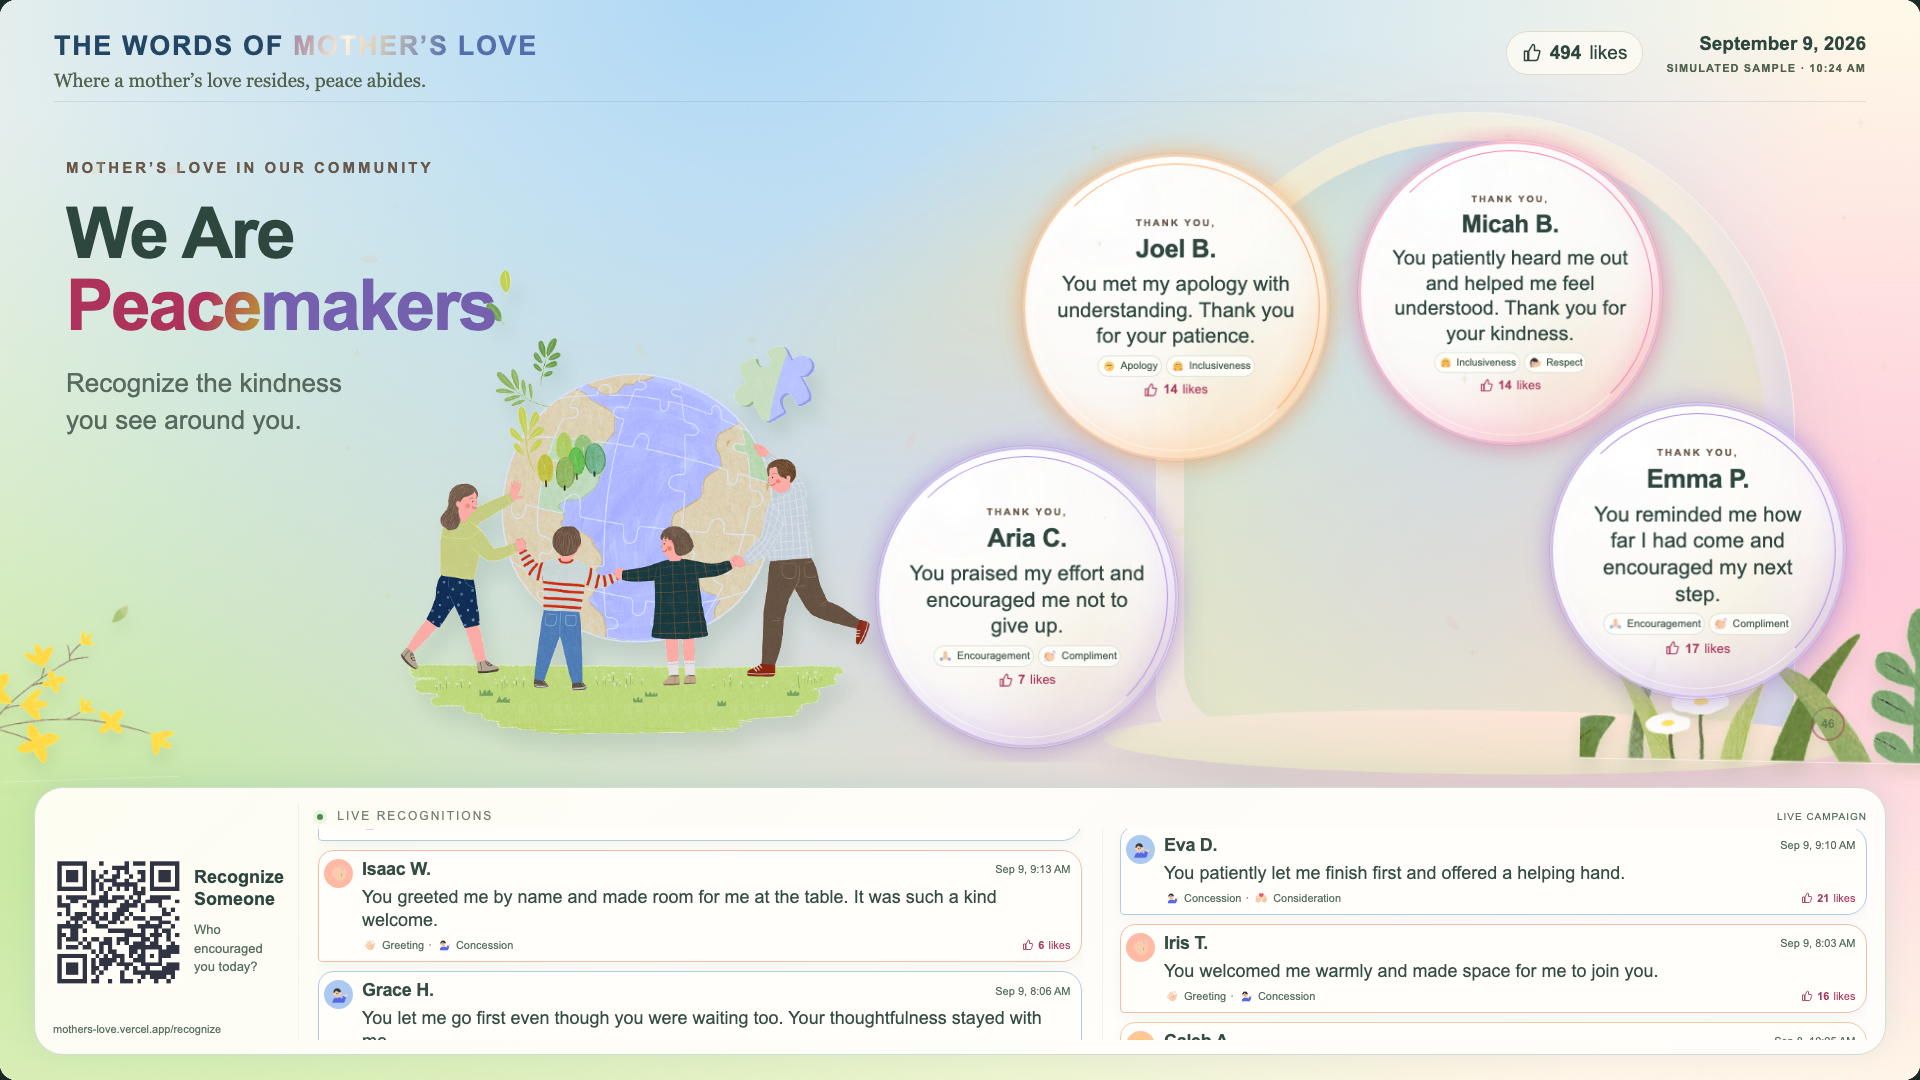 THE WORDS OF MOTHER’S LOVE
Where a mother’s love resides, peace abides.
494 likes
September 9, 2026
SIMULATED SAMPLE · 10:24 AM
MOTHER’S LOVE IN OUR COMMUNITY
We Are
Peacemakers
Recognize the kindness
you see around you.
THANK YOU,
Joel B.
You met my apology with
understanding. Thank you
for your patience.
Apology Inclusiveness
14 likes
THANK YOU,
Micah B.
You patiently heard me out
and helped me feel
understood. Thank you for
your kindness.
Inclusiveness Respect
14 likes
THANK YOU,
Aria C.
You praised my effort and
encouraged me not to
give up.
Encouragement Compliment
7 likes
THANK YOU,
Emma P.
You reminded me how
far I had come and
encouraged my next
step.
Encouragement Compliment
17 likes
46
Recognize
Someone
Who
encouraged
you today?
mothers-love.vercel.app/recognize
LIVE RECOGNITIONS
LIVE CAMPAIGN
Isaac W.
Sep 9, 9:13 AM
You greeted me by name and made room for me at the table. It was such a kind
welcome.
Greeting · Concession
6 likes
Grace H.
Sep 9, 8:06 AM
You let me go first even though you were waiting too. Your thoughtfulness stayed with
me.
Eva D.
Sep 9, 9:10 AM
You patiently let me finish first and offered a helping hand.
Concession · Consideration
21 likes
Iris T.
Sep 9, 8:03 AM
You welcomed me warmly and made space for me to join you.
Greeting · Concession
16 likes
Caleb A.